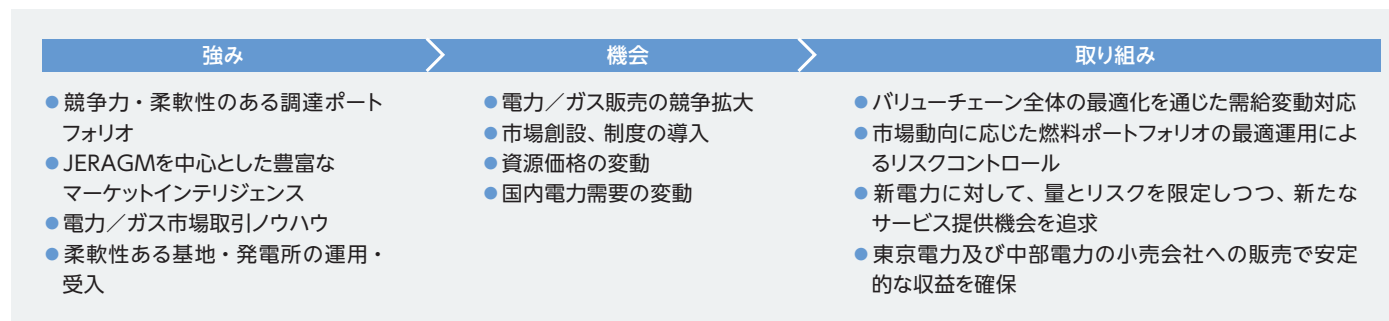 強み
機会
取り組み
●競争力・柔軟性のある調達ポート
フォリオ
●JERAGMを中心とした豊富な
マーケットインテリジェンス
●電力／ガス市場取引ノウハウ
●柔軟性ある基地・発電所の運用・
受入
●電力／ガス販売の競争拡大
●市場創設、制度の導入
●資源価格の変動
●国内電力需要の変動
●バリューチェーン全体の最適化を通じた需給変動対応
●市場動向に応じた燃料ポートフォリオの最適運用によ
るリスクコントロール
●新電力に対して、量とリスクを限定しつつ、新たな
サービス提供機会を追求
●東京電力及び中部電力の小売会社への販売で安定
的な収益を確保